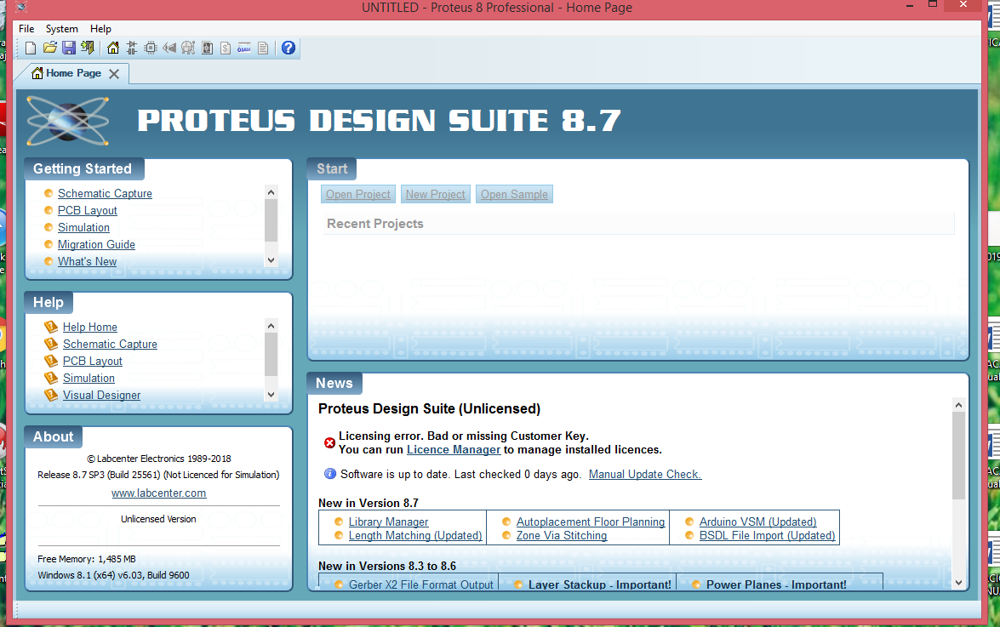 UNTITLED - Proteus 8 Professional - Home Page
File System Help
Home Page
PROTEUS DESIGN SUITE 8.7
Getting Started
Schematic Capture
PCB Layout
Simulation
Migration Guide
What's New
Help
Help Home
Schematic Capture
PCB Layout
Simulation
Visual Designer
About
© Labcenter Electronics 1989-2018
Release 8.7 SP3 (Build 25561) (Not Licenced for Simulation)
www.labcenter.com
Unlicensed Version
Free Memory: 1,485 MB
Windows 8.1 (x64) v6.03, Build 9600
Start
Open Project New Project Open Sample
Recent Projects
News
Proteus Design Suite (Unlicensed)
Licensing error. Bad or missing Customer Key.
You can run Licence Manager to manage installed licences.
Software is up to date. Last checked 0 days ago. Manual Update Check.
New in Version 8.7
Library Manager Autoplacement Floor Planning Arduino VSM (Updated)
Length Matching (Updated) Zone Via Stitching BSDL File Import (Updated)
New in Versions 8.3 to 8.6
Gerber X2 File Format Output Layer Stackup - Important! Power Planes - Important!